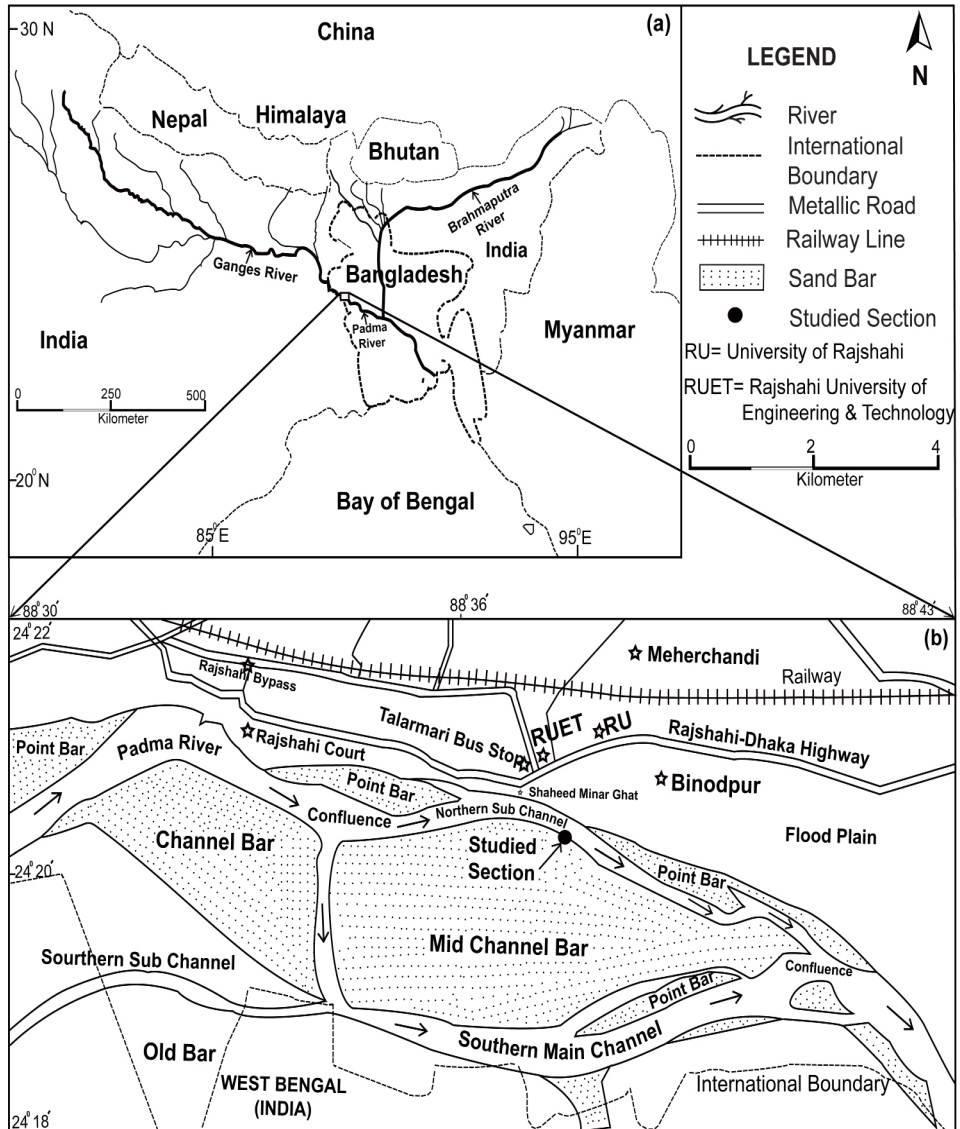 30 N
China
(a)
Nepal
Himalaya
Bhutan
Brahmaputra
River
India
Ganges River
Bangladesh
Padma
River
India
Myanmar
0 250 500
Kilometer
20°N
Bay of Bengal
85°E
95°E
N
LEGEND
River
International
Boundary
Metallic Road
Railway Line
Sand Bar
Studied Section
RU= University of Rajshahi
RUET= Rajshahi University of
Engineering & Technology
0 2 4
Kilometer
88°30′
88°36′
88°43′
24°22′
(b)
Meherchandi
Rajshahi Bypass
Railway
Talarmari Bus Stop
RUET
RU
Rajshahi-Dhaka Highway
Point Bar
Padma River
Rajshahi Court
Binodpur
Point Bar
Shaheed Minar Ghat
Confluence
Northern Sub Channel
Flood Plain
Channel Bar
Studied
Section
Point Bar
24°20′
Mid Channel Bar
Sourthern Sub Channel
Confluence
Point Bar
Southern Main Channel
Old Bar
WEST BENGAL
(INDIA)
International Boundary
24°18′